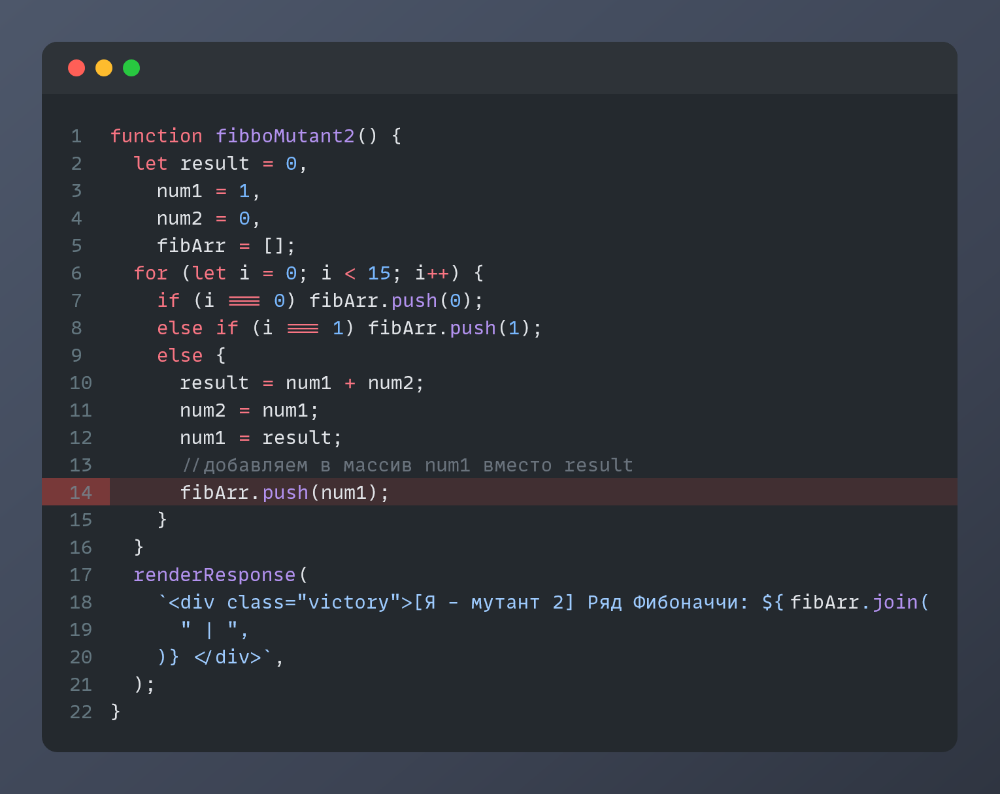 1 function fibboMutant2() {
2 let result = 0,
3 num1 = 1,
4 num2 = 0,
5 fibArr = [];
6 for (let i = 0; i < 15; i++) {
7 if (i === 0) fibArr.push(0);
8 else if (i === 1) fibArr.push(1);
9 else {
10 result = num1 + num2;
11 num2 = num1;
12 num1 = result;
13 //добавляем в массив num1 вместо result
14 fibArr.push(num1);
15 }
16 }
17 renderResponse(
18 `<div class="victory">[Я - мутант 2] Ряд Фибоначчи: ${fibArr.join(
19 " | ",
20 )} </div>`,
21 );
22 }